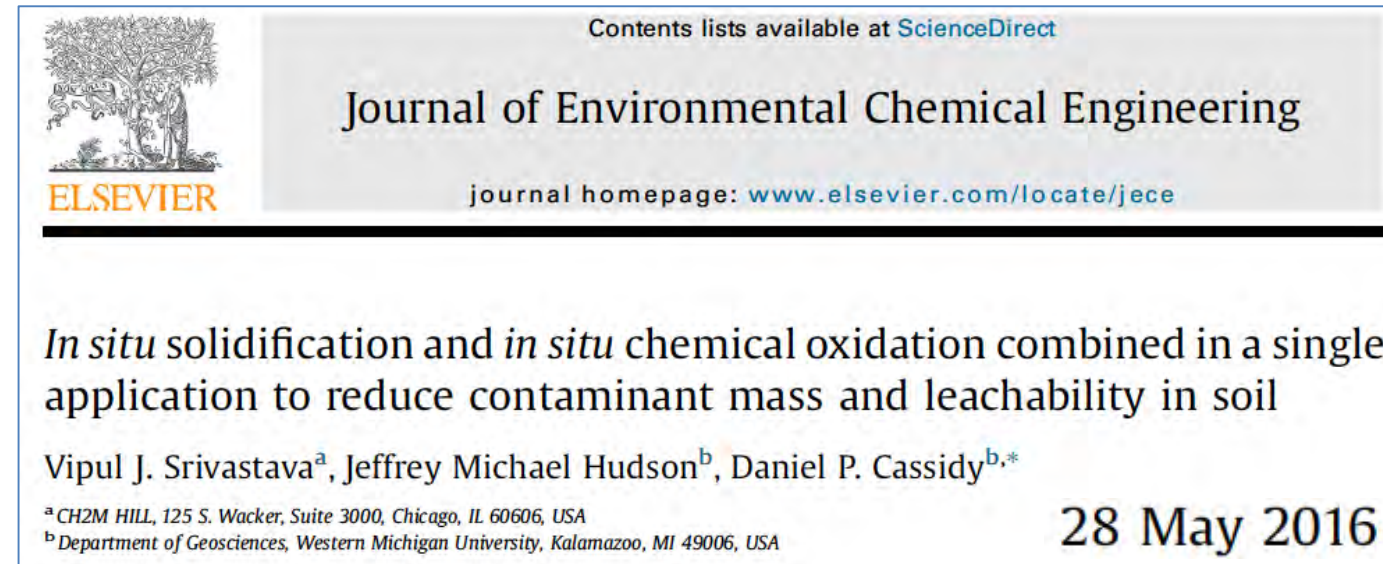 Contents lists available at ScienceDirect
Journal of Environmental Chemical Engineering
ELSEVIER
journal homepage: www.elsevier.com/locate/jece
In situ solidification and in situ chemical oxidation combined in a single
application to reduce contaminant mass and leachability in soil
Vipul J. Srivastavaᵃ, Jeffrey Michael Hudsonᵇ, Daniel P. Cassidyᵇ,*
ᵃ CH2M HILL, 125 S. Wacker, Suite 3000, Chicago, IL 60606, USA
ᵇ Department of Geosciences, Western Michigan University, Kalamazoo, MI 49006, USA
28 May 2016